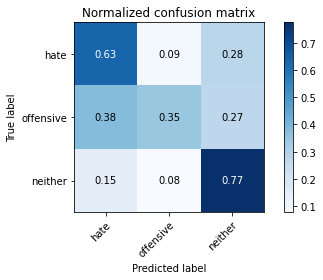 Normalized confusion matrix
True label
hate
0.63 0.09 0.28
offensive
0.38 0.35 0.27
neither
0.15 0.08 0.77
hate
offensive
neither
Predicted label
0.7
0.6
0.5
0.4
0.3
0.2
0.1